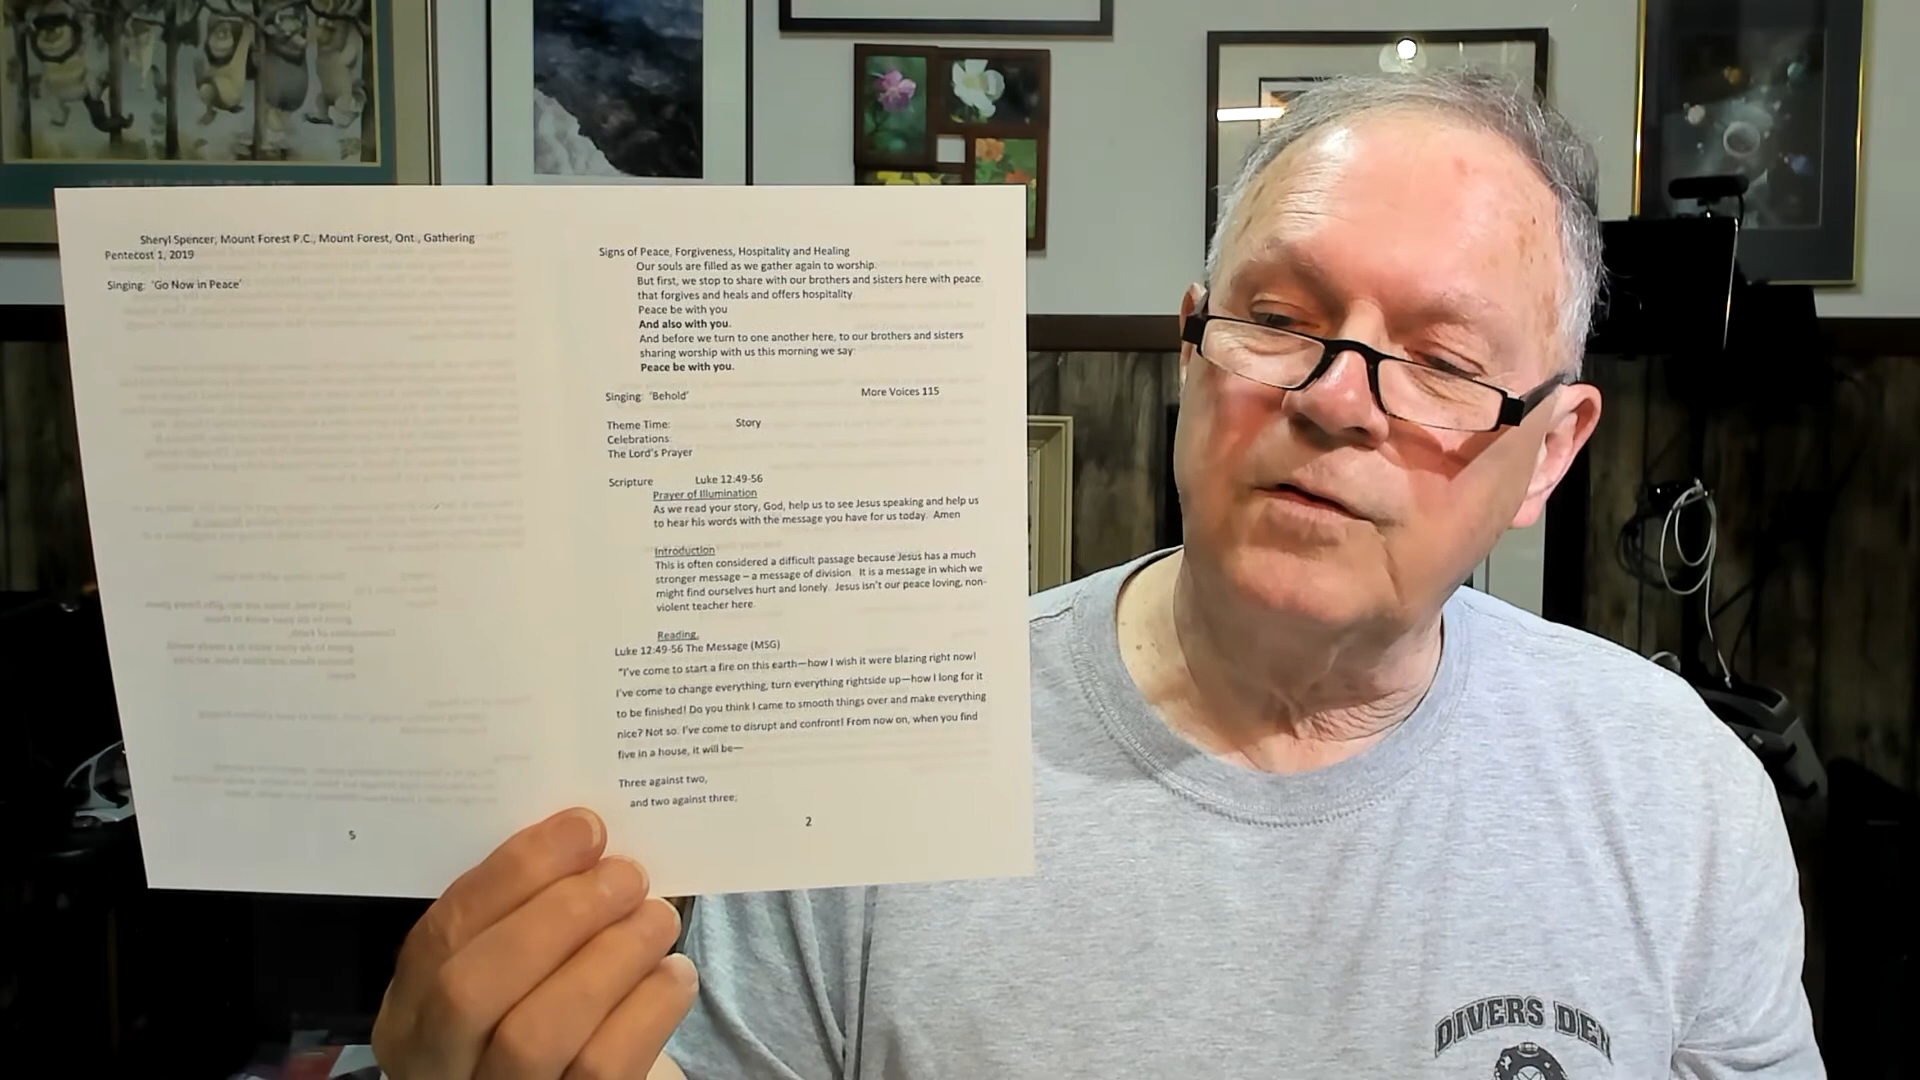 Sheryl Spencer, Mount Forest P.C., Mount Forest, Ont., Gathering
Pentecost 1, 2019
Singing: 'Go Now in Peace'
5
Signs of Peace, Forgiveness, Hospitality and Healing
Our souls are filled as we gather again to worship.
But first, we stop to share with our brothers and sisters here with peace
that forgives and heals and offers hospitality
Peace be with you
And also with you.
And before we turn to one another here, to our brothers and sisters
sharing worship with us this morning we say:
Peace be with you.
Singing: 'Behold' More Voices 115
Theme Time: Story
Celebrations:
The Lord's Prayer
Scripture Luke 12:49-56
Prayer of Illumination
As we read your story, God, help us to see Jesus speaking and help us
to hear his words with the message you have for us today. Amen
Introduction
This is often considered a difficult passage because Jesus has a much
stronger message – a message of division. It is a message in which we
might find ourselves hurt and lonely. Jesus isn't our peace loving, non-
violent teacher here.
Reading.
Luke 12:49-56 The Message (MSG)
"I've come to start a fire on this earth—how I wish it were blazing right now!
I've come to change everything, turn everything rightside up—how I long for it
to be finished! Do you think I came to smooth things over and make everything
nice? Not so. I've come to disrupt and confront! From now on, when you find
five in a house, it will be—
Three against two,
and two against three;
2
DIVERS DEN